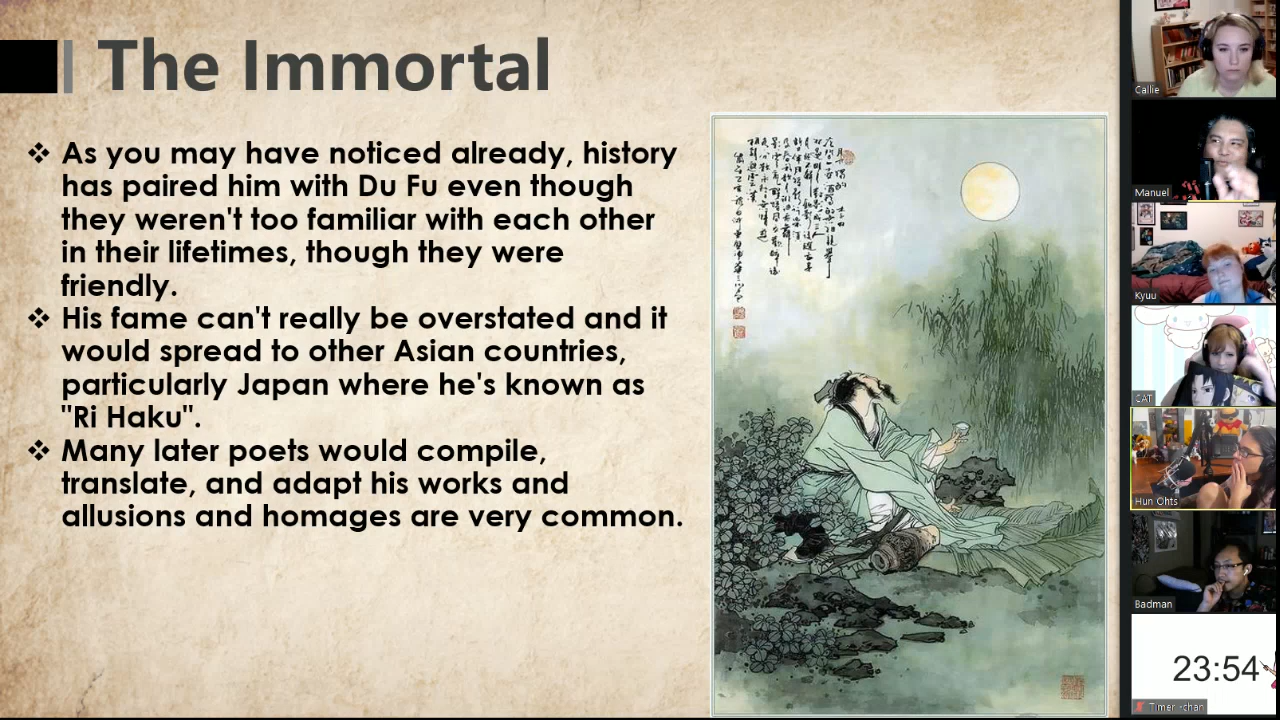 The Immortal
❖ As you may have noticed already, history
has paired him with Du Fu even though
they weren't too familiar with each other
in their lifetimes, though they were
friendly.
❖ His fame can't really be overstated and it
would spread to other Asian countries,
particularly Japan where he's known as
"Ri Haku".
❖ Many later poets would compile,
translate, and adapt his works and
allusions and homages are very common.
Callie
Manuel
Kyuu
CAT
Hun Ohts
Badman
23:54
Timer -chan